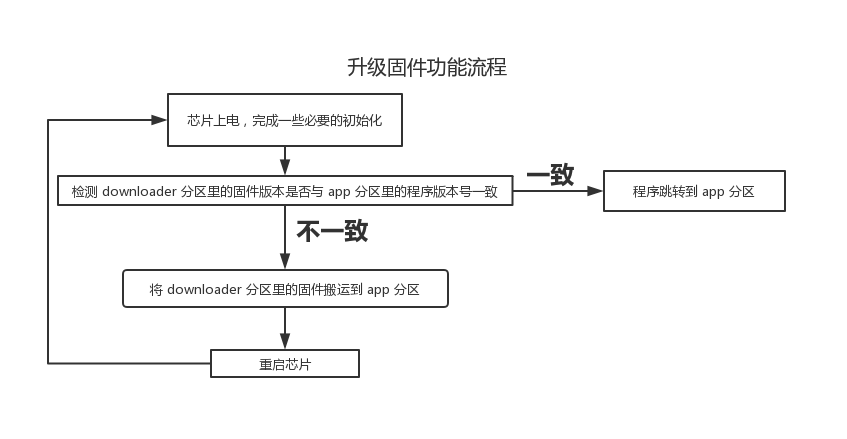 升级固件功能流程
芯片上电，完成一些必要的初始化
检测 downloader 分区里的固件版本是否与 app 分区里的程序版本号一致
一致
程序跳转到 app 分区
不一致
将 downloader 分区里的固件搬运到 app 分区
重启芯片